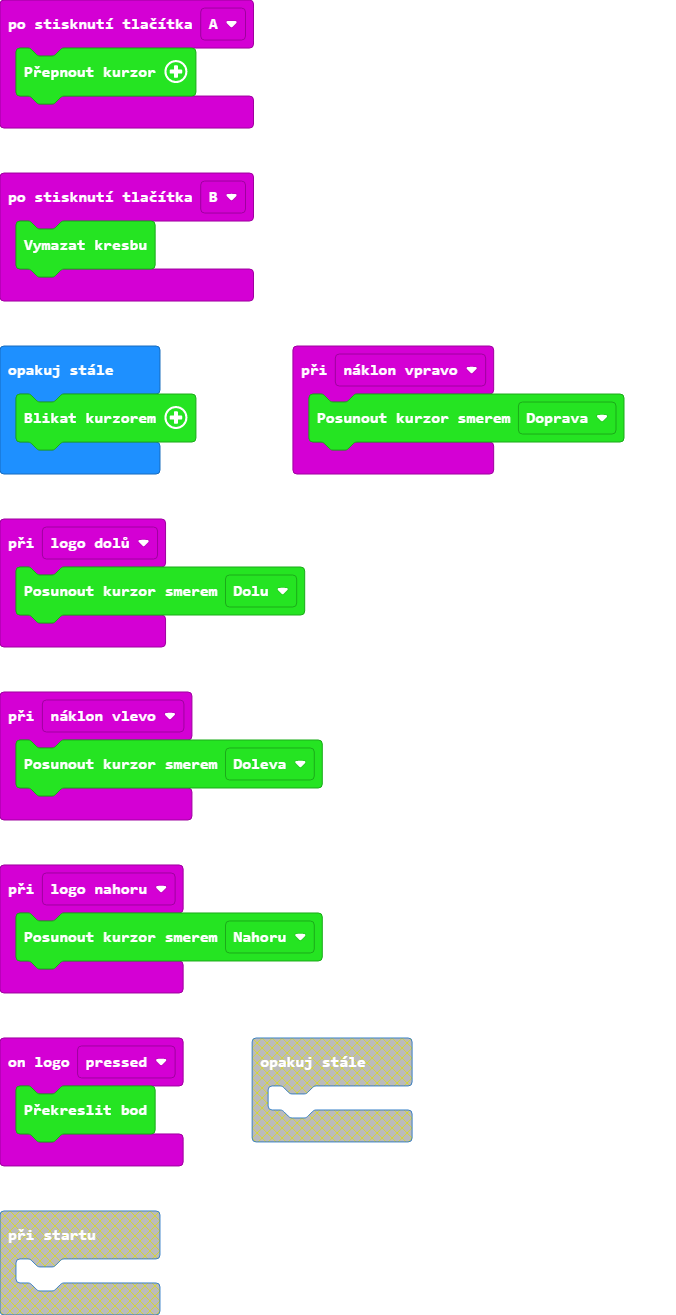 po stisknutí tlačítka A
Přepnout kurzor
po stisknutí tlačítka B
Vymazat kresbu
opakuj stále
Blikat kurzorem
při náklon vpravo
Posunout kurzor smerem Doprava
při logo dolů
Posunout kurzor smerem Dolu
při náklon vlevo
Posunout kurzor smerem Doleva
při logo nahoru
Posunout kurzor smerem Nahoru
on logo pressed
Překreslit bod
opakuj stále
při startu